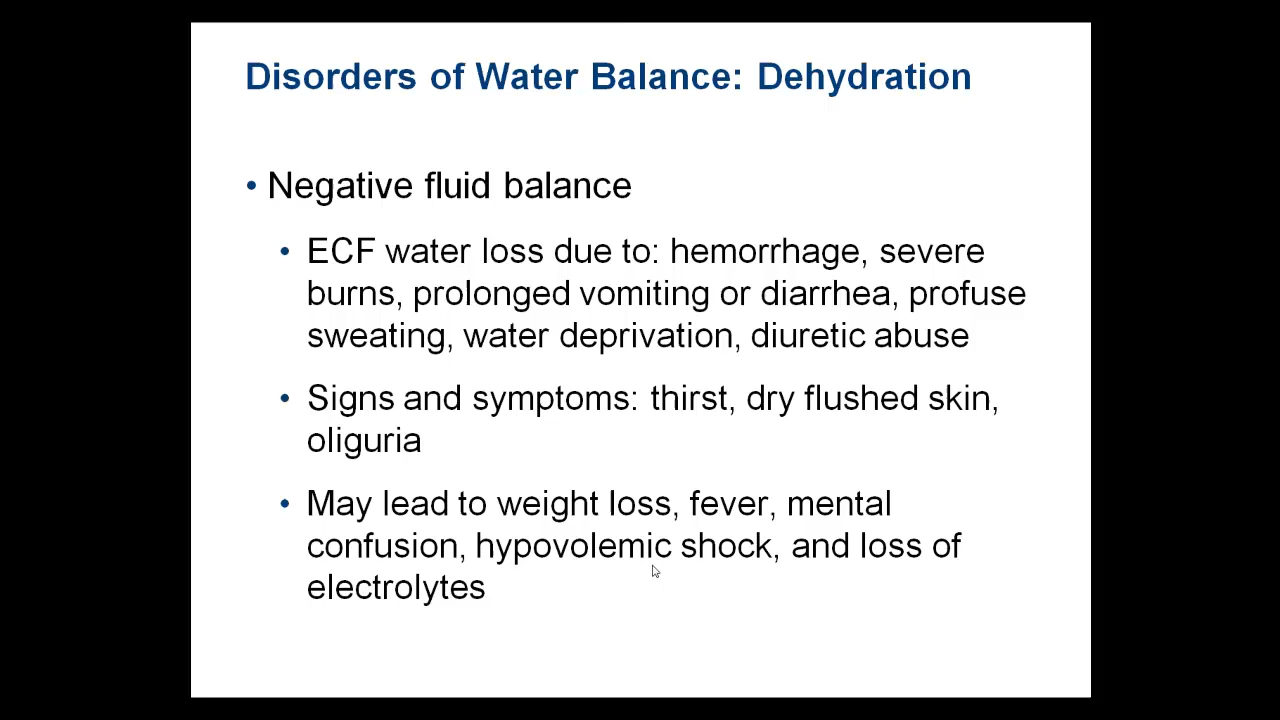 Disorders of Water Balance: Dehydration
• Negative fluid balance
• ECF water loss due to: hemorrhage, severe
burns, prolonged vomiting or diarrhea, profuse
sweating, water deprivation, diuretic abuse
• Signs and symptoms: thirst, dry flushed skin,
oliguria
• May lead to weight loss, fever, mental
confusion, hypovolemic shock, and loss of
electrolytes